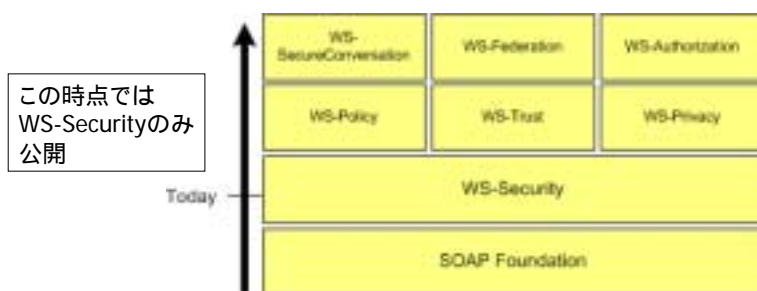 WS-
SecureConversation
WS-Federation
WS-Authorization
この時点では
WS-Securityのみ
公開
WS-Policy
WS-Trust
WS-Privacy
Today
WS-Security
SOAP Foundation